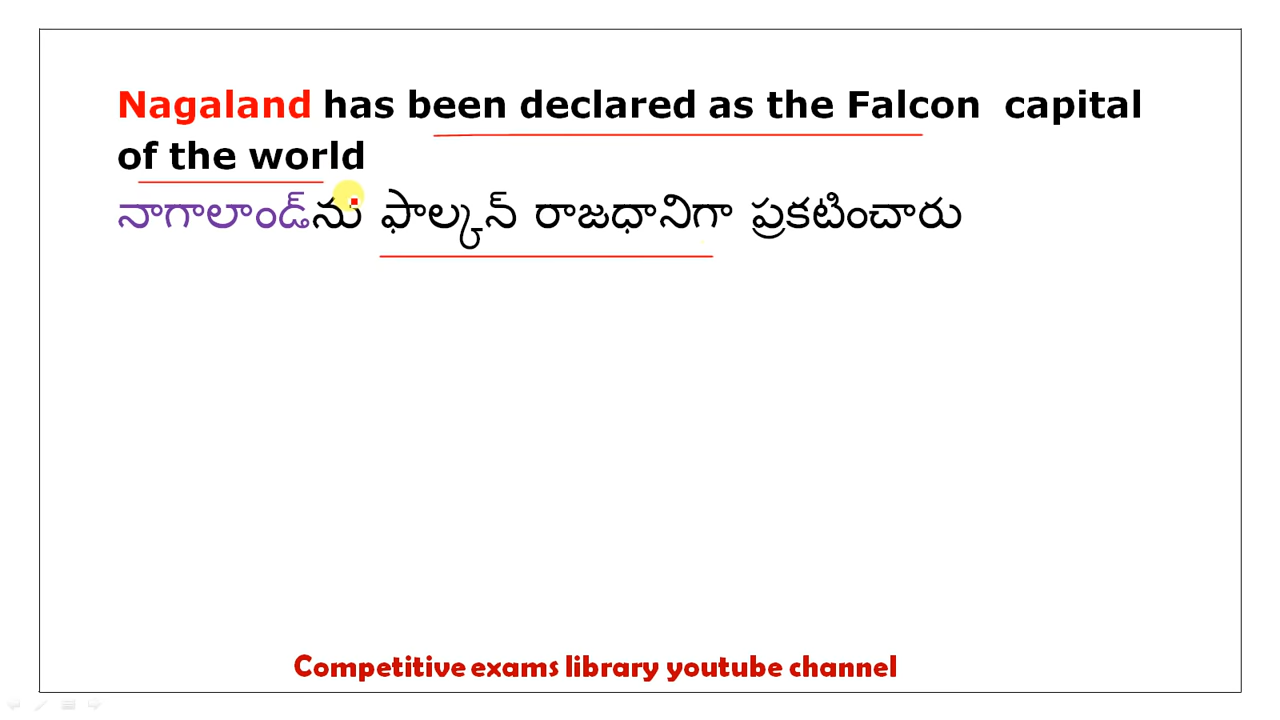 Nagaland has been declared as the Falcon capital
of the world
నాగాలాండ్‌ను ఫాల్కన్ రాజధానిగా ప్రకటించారు
Competitive exams library youtube channel